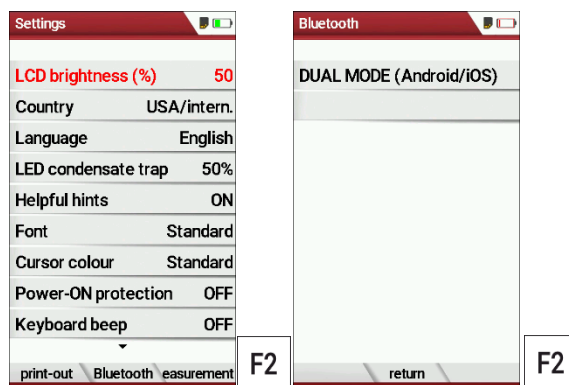 Settings
LCD brightness (%) 50
Country USA/intern.
Language English
LED condensate trap 50%
Helpful hints ON
Font Standard
Cursor colour Standard
Power-ON protection OFF
Keyboard beep OFF
print-out Bluetooth easurement
F2
Bluetooth
DUAL MODE (Android/iOS)
return
F2